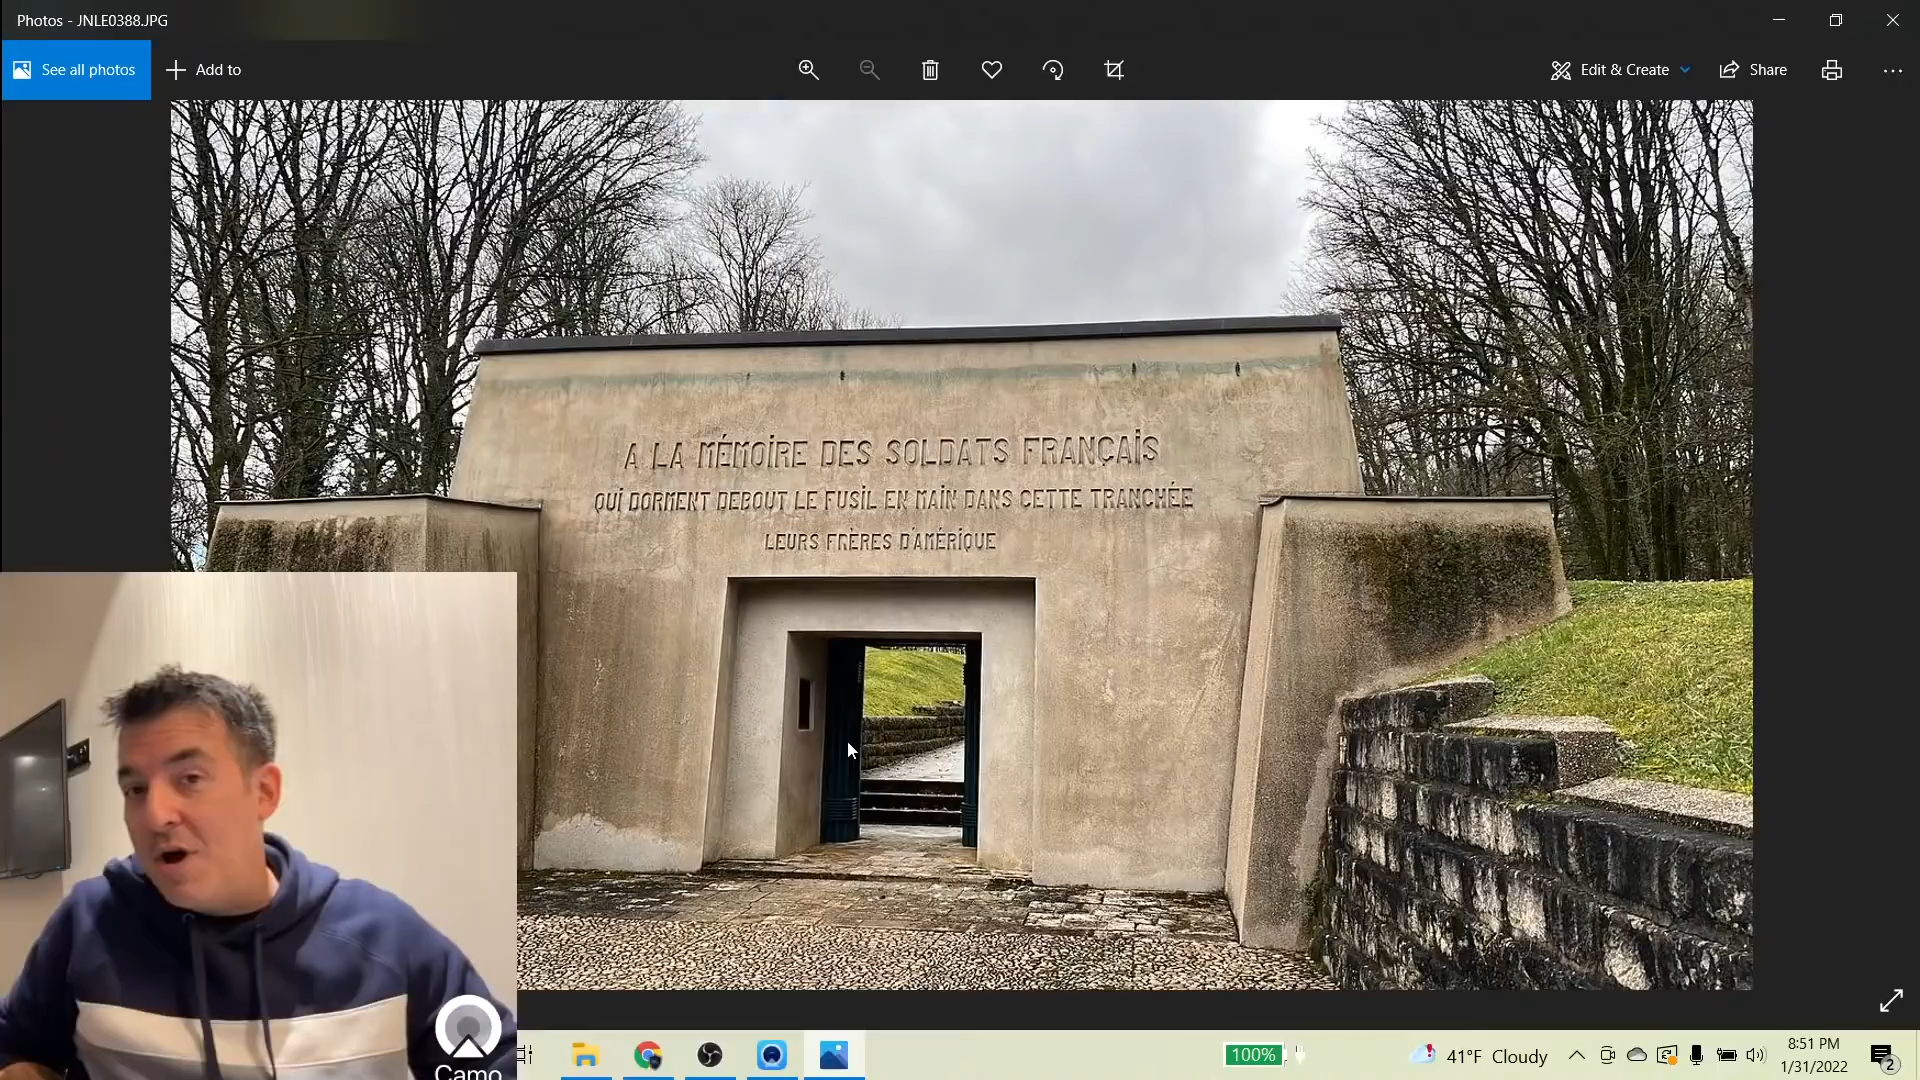 Photos - JNLE0388.JPG
See all photos
Add to
Edit & Create
Share
A LA MÉMOIRE DES SOLDATS FRANÇAIS
QUI DORMENT DEBOUT LE FUSIL EN MAIN DANS CETTE TRANCHÉE
LEURS FRÈRES D'AMÉRIQUE
Camo
100%
41°F Cloudy
8:51 PM
1/31/2022
2